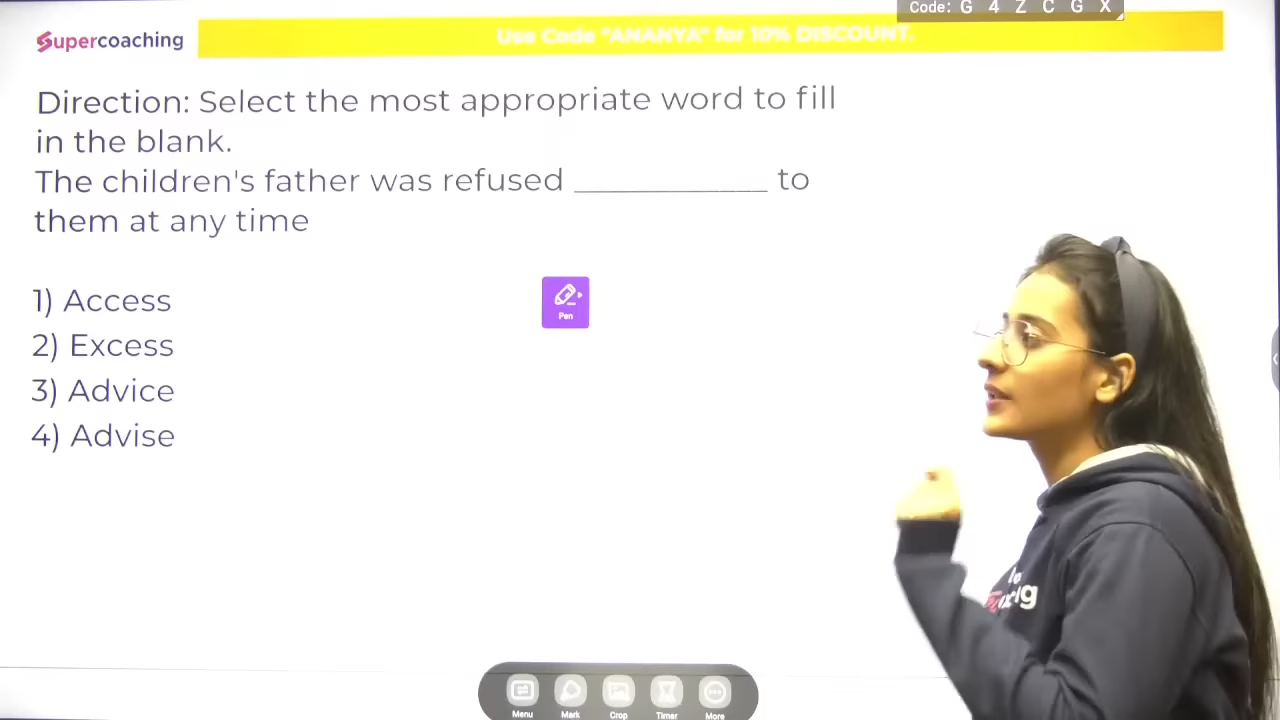 Code: G 4 Z C G X
Supercoaching
Use Code "ANANYA" for 10% DISCOUNT.
Direction: Select the most appropriate word to fill
in the blank.
The children's father was refused ____________ to
them at any time
1) Access
2) Excess
3) Advice
4) Advise
Pen
Menu
Mark
Crop
Timer
More